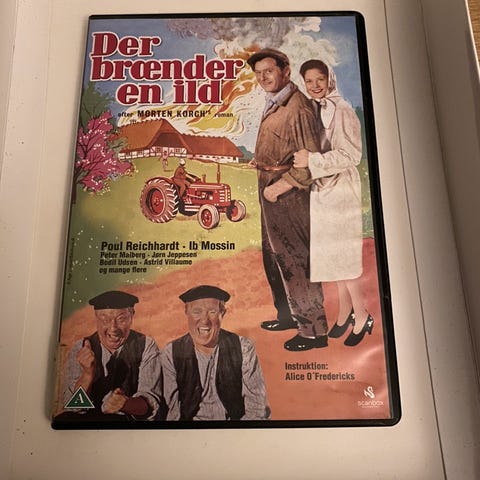 Der
brænder
en ild
efter MORTEN KORCH's roman
Poul Reichhardt · Ib Mossin
Peter Malberg · Jørn Jeppesen
Bodil Udsen · Astrid Villaume
og mange flere
Instruktion:
Alice O´Fredericks
A
scanbox